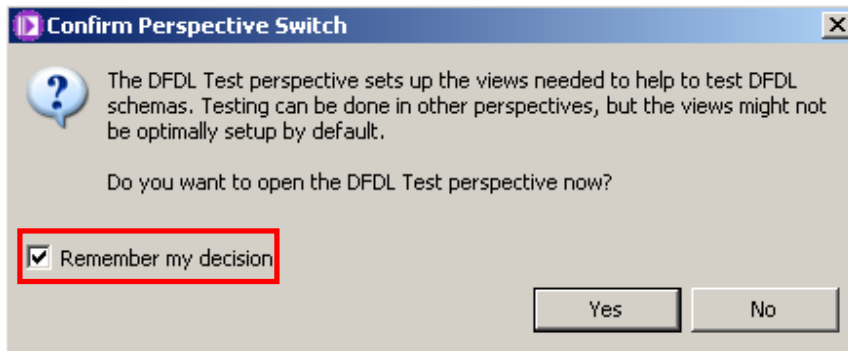 Confirm Perspective Switch
The DFDL Test perspective sets up the views needed to help to test DFDL
schemas. Testing can be done in other perspectives, but the views might not
be optimally setup by default.
Do you want to open the DFDL Test perspective now?
Remember my decision
Yes
No